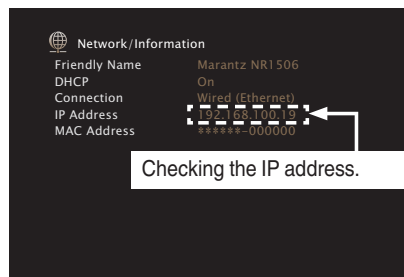 Network/Information
Friendly Name Marantz NR1506
DHCP On
Connection Wired (Ethernet)
IP Address 192.168.100.19
MAC Address ******-000000
Checking the IP address.